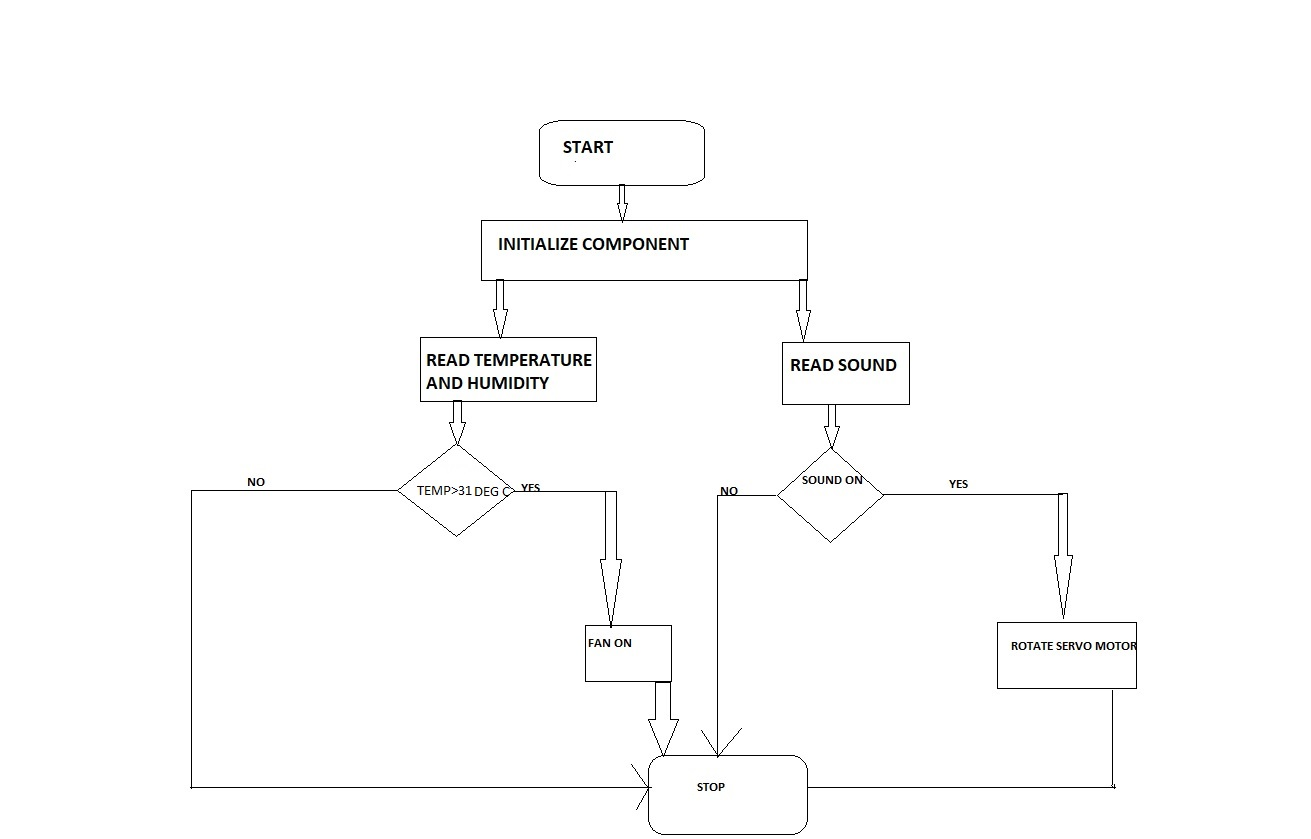 START
INITIALIZE COMPONENT
READ TEMPERATURE
AND HUMIDITY
READ SOUND
NO
TEMP>31 DEG C
YES
NO
SOUND ON
YES
FAN ON
ROTATE SERVO MOTOR
STOP